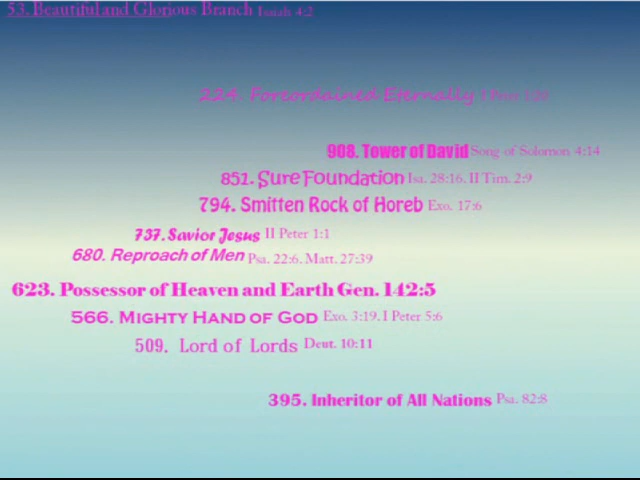 53. Beautiful and Glorious Branch Isaiah 4:2
224. Foreordained Eternally I Peter 1:20
908. Tower of David Song of Solomon 4:14
851. Sure Foundation Isa. 28:16. II Tim. 2:9
794. Smitten Rock of Horeb Exo. 17:6
737. Savior Jesus II Peter 1:1
680. Reproach of Men Psa. 22:6. Matt. 27:39
623. Possessor of Heaven and Earth Gen. 142:5
566. Mighty Hand of God Exo. 3:19. I Peter 5:6
509. Lord of Lords Deut. 10:11
395. Inheritor of All Nations Psa. 82:8